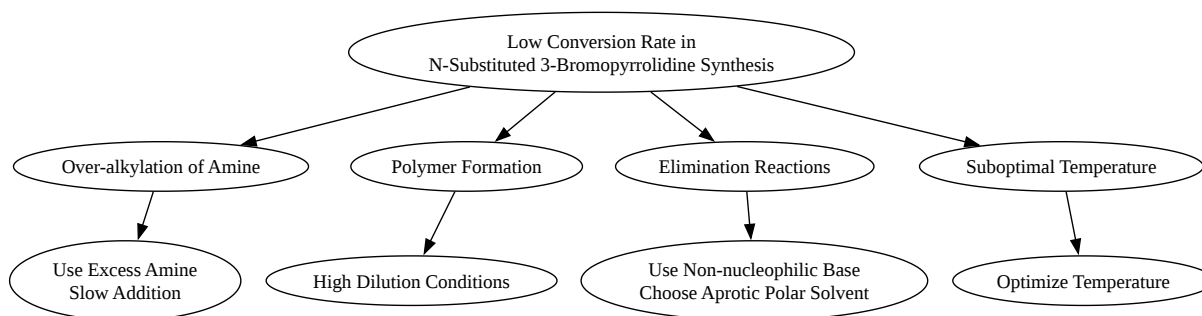 Low Conversion Rate in
N-Substituted 3-Bromopyrrolidine Synthesis
Over-alkylation of Amine
Polymer Formation
Elimination Reactions
Suboptimal Temperature
Use Excess Amine
Slow Addition
High Dilution Conditions
Use Non-nucleophilic Base
Choose Aprotic Polar Solvent
Optimize Temperature